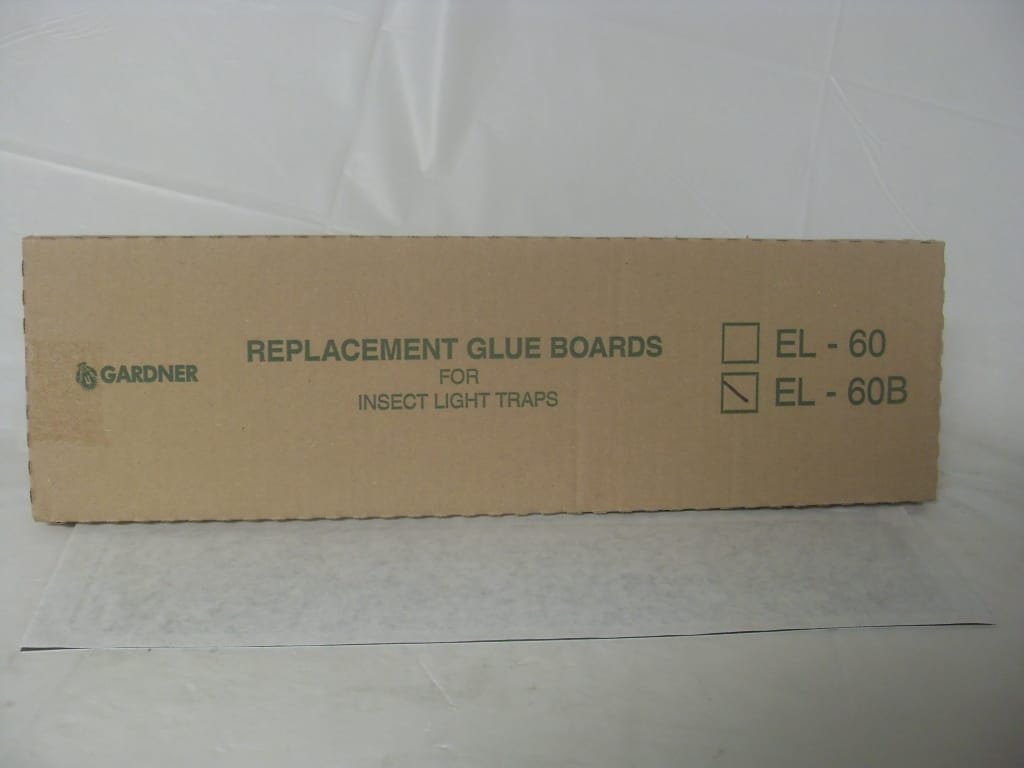 GARDNER
REPLACEMENT GLUE BOARDS
FOR
INSECT LIGHT TRAPS
EL - 60
EL - 60B